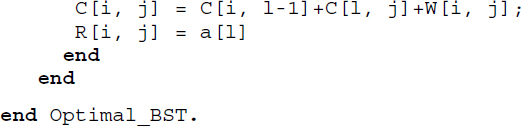 C[i, j] = C[i, l-1]+C[l, j]+W[i, j];
R[i, j] = a[l]
end
end
end Optimal_BST.